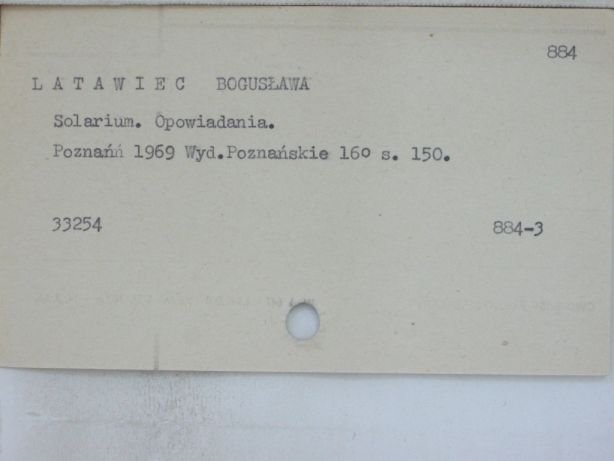 884
L A T A W I E C BOGUSŁAWA
Solarium. Opowiadania.
Poznań 1969 Wyd.Poznańskie 16o s. 150.
33254 884-3